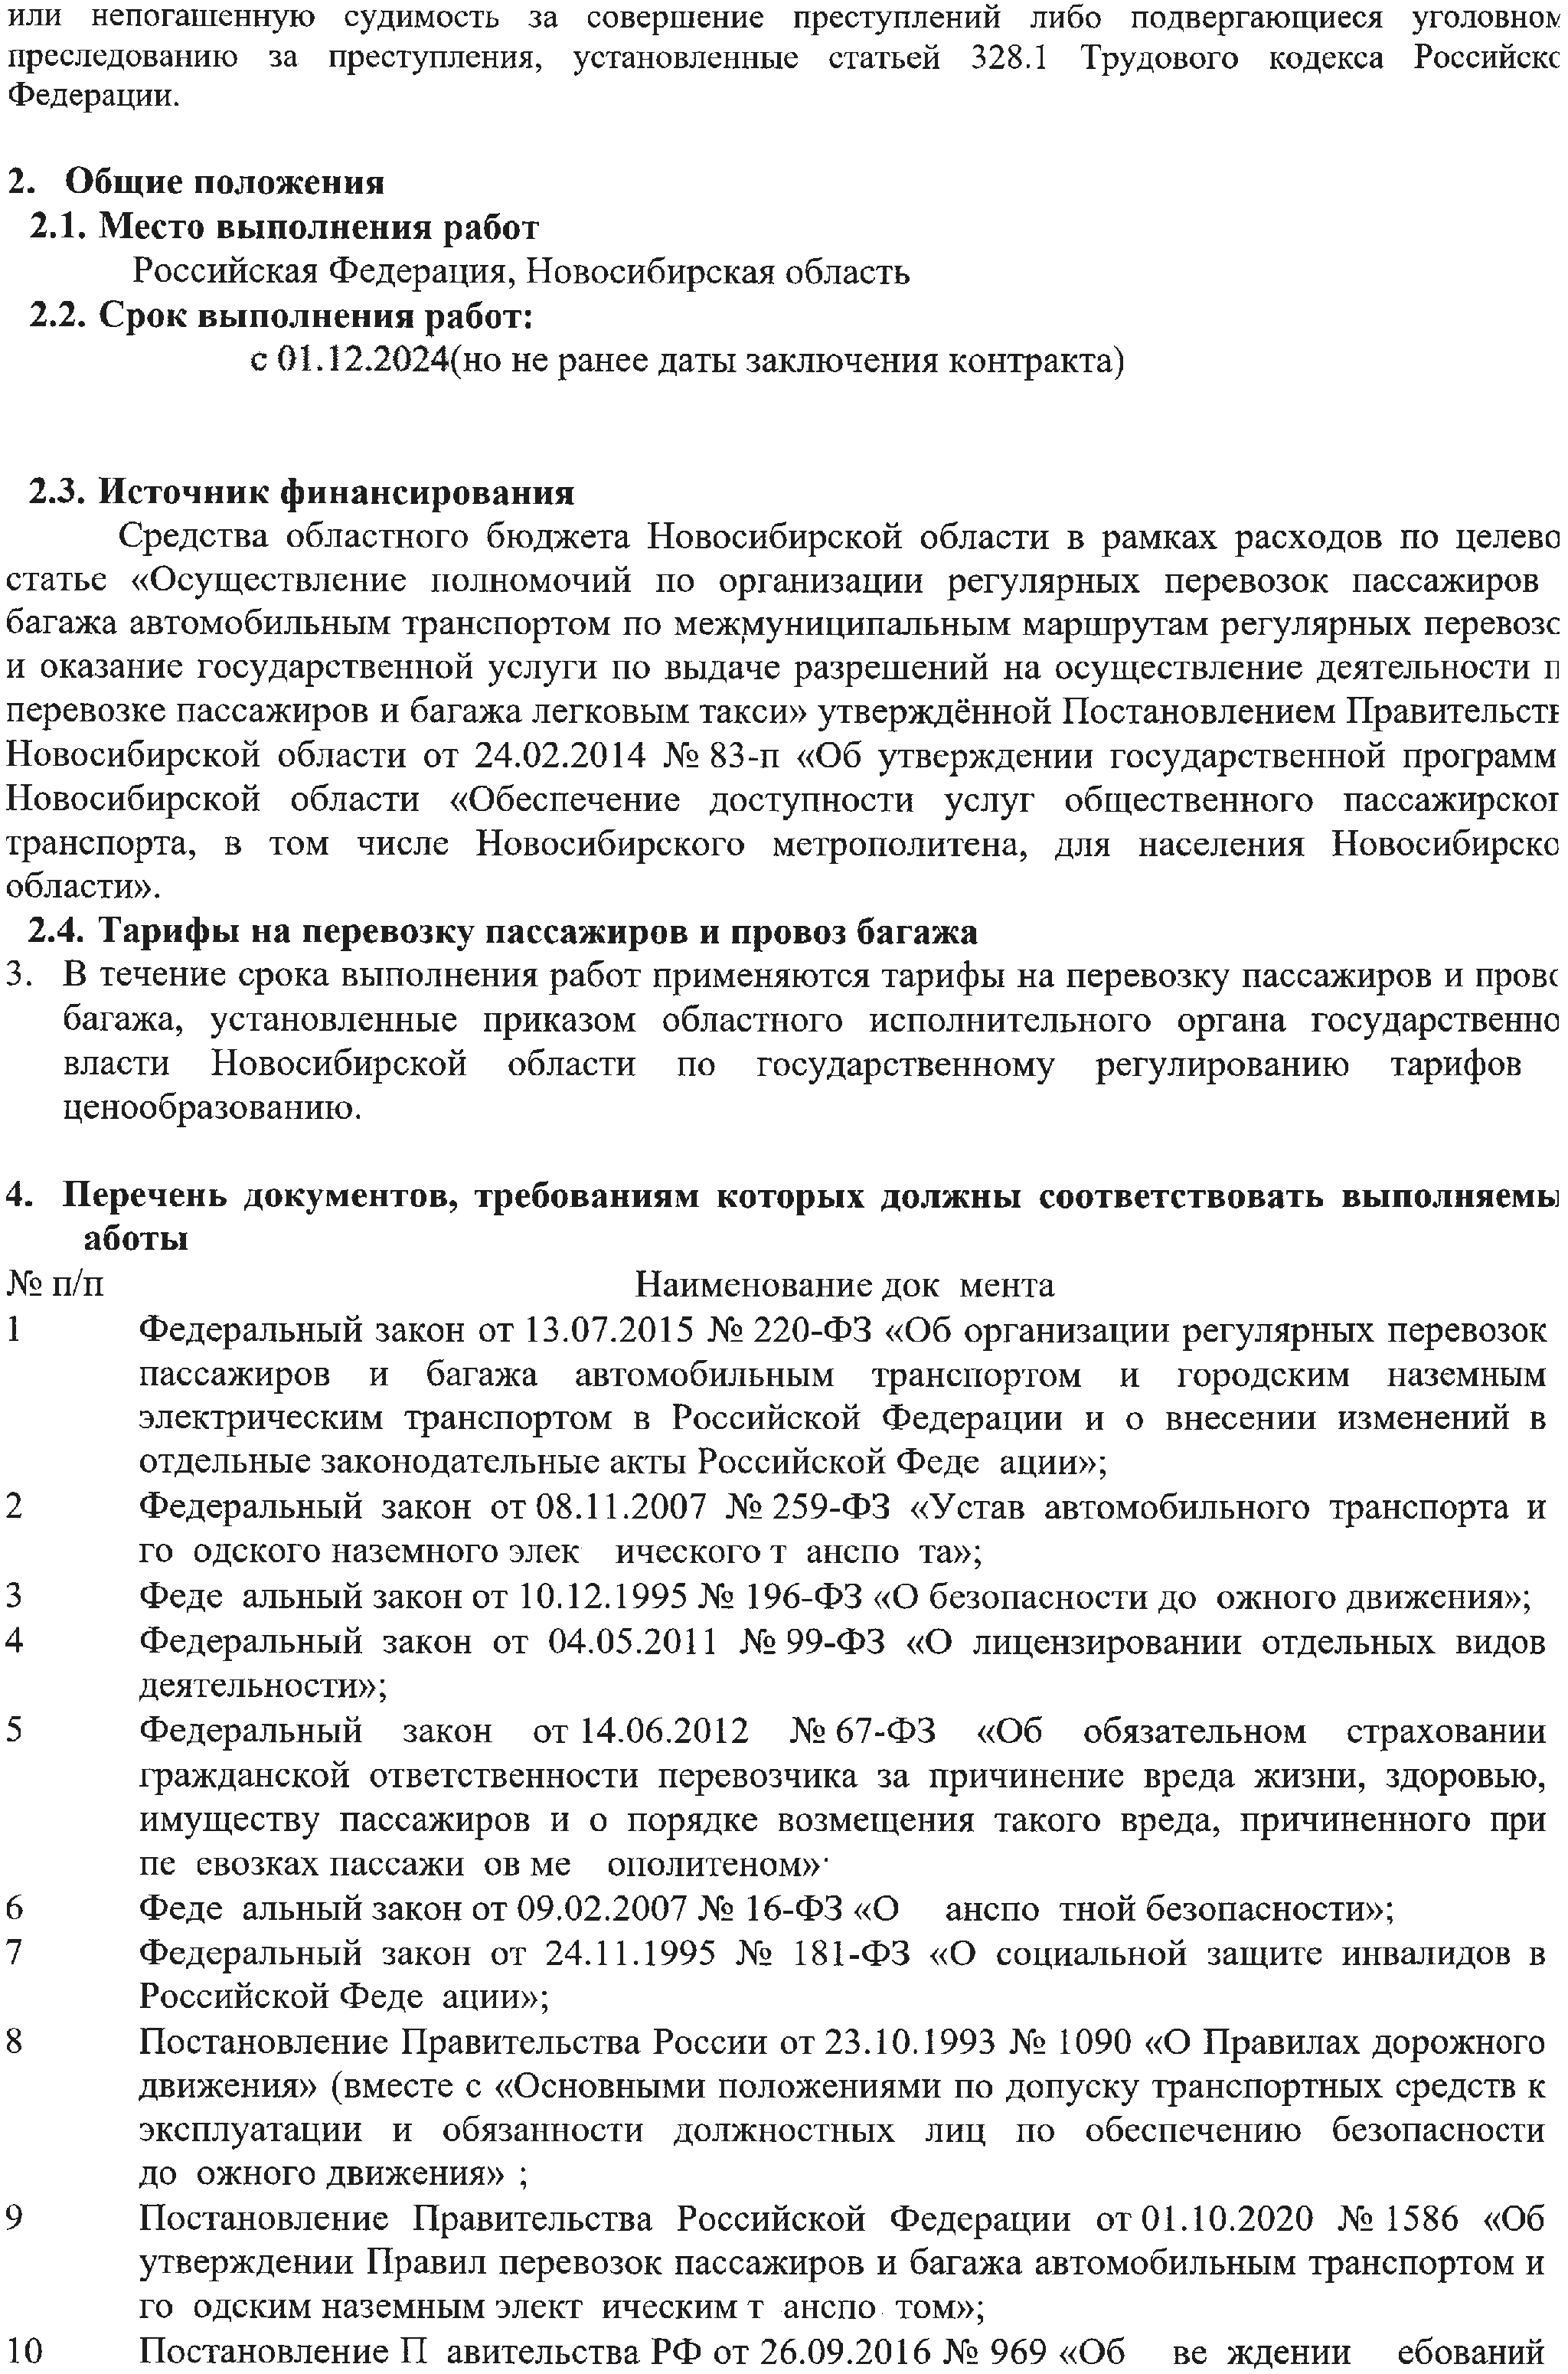 или непогашенную судимость за совершение преступлений либо подвергающиеся уголовном
преследованию за преступления, установленные статьей 328.1 Трудового кодекса Российско
Федерации.
2. Общие положения
2.1. Место выполнения работ
Российская Федерация, Новосибирская область
2.2. Срок выполнения работ:
с 01.12.2024(но не ранее даты заключения контракта)
2.3. Источник финансирования
Средства областного бюджета Новосибирской области в рамках расходов по целево
статье «Осуществление полномочий по организации регулярных перевозок пассажиров
багажа автомобильным транспортом по межмуниципальным маршрутам регулярных перевозо
и оказание государственной услуги по выдаче разрешений на осуществление деятельности п
перевозке пассажиров и багажа легковым такси» утверждённой Постановлением Правительств
Новосибирской области от 24.02.2014 № 83-п «Об утверждении государственной программ
Новосибирской области «Обеспечение доступности услуг общественного пассажирског
транспорта, в том числе Новосибирского метрополитена, для населения Новосибирско
области».
2.4. Тарифы на перевозку пассажиров и провоз багажа
3. В течение срока выполнения работ применяются тарифы на перевозку пассажиров и прово
багажа, установленные приказом областного исполнительного органа государственно
власти Новосибирской области по государственному регулированию тарифов
ценообразованию.
4. Перечень документов, требованиям которых должны соответствовать выполняемы
аботы
№ п/п Наименование док мента
1 Федеральный закон от 13.07.2015 № 220-ФЗ «Об организации регулярных перевозок
пассажиров и багажа автомобильным транспортом и городским наземным
электрическим транспортом в Российской Федерации и о внесении изменений в
отдельные законодательные акты Российской Феде ации»;
2 Федеральный закон от 08.11.2007 № 259-ФЗ «Устав автомобильного транспорта и
го одского наземного элек ического т анспо та»;
3 Феде альный закон от 10.12.1995 № 196-ФЗ «О безопасности до ожного движения»;
4 Федеральный закон от 04.05.2011 № 99-ФЗ «О лицензировании отдельных видов
деятельности»;
5 Федеральный закон от 14.06.2012 № 67-ФЗ «Об обязательном страховании
гражданской ответственности перевозчика за причинение вреда жизни, здоровью,
имуществу пассажиров и о порядке возмещения такого вреда, причиненного при
пе евозках пассажи ов ме ополитеном»·
6 Феде альный закон от 09.02.2007 № 16-ФЗ «О анспо тной безопасности»;
7 Федеральный закон от 24.11.1995 № 181-ФЗ «О социальной защите инвалидов в
Российской Феде ации»;
8 Постановление Правительства России от 23.10.1993 № 1090 «О Правилах дорожного
движения» (вместе с «Основными положениями по допуску транспортных средств к
эксплуатации и обязанности должностных лиц по обеспечению безопасности
до ожного движения» ;
9 Постановление Правительства Российской Федерации от 01.10.2020 № 1586 «Об
утверждении Правил перевозок пассажиров и багажа автомобильным транспортом и
го одским наземным элект ическим т анспо том»;
10 Постановление П авительства РФ от 26.09.2016 № 969 «Об ве ждении ебований